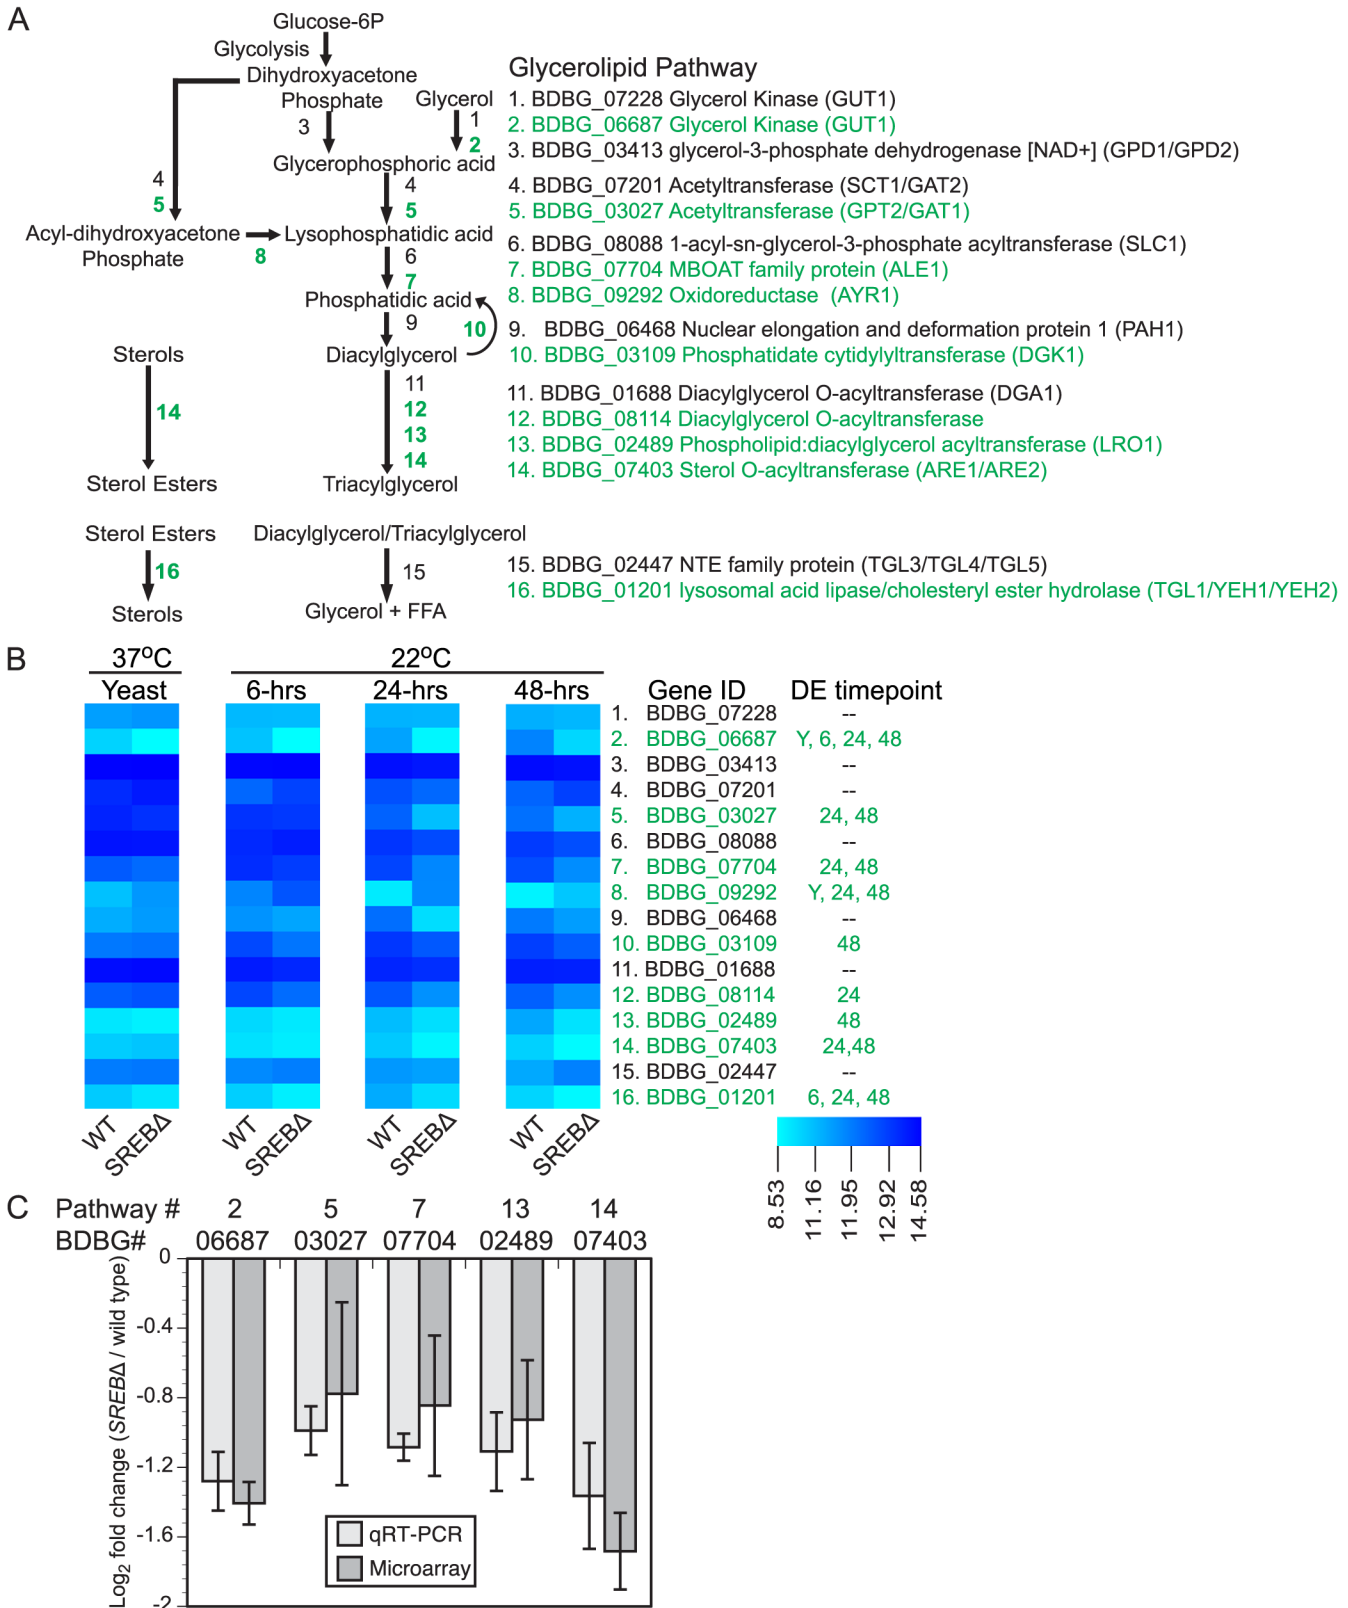 A
Glucose-6P
Glycolysis
Dihydroxyacetone
Phosphate
Glycerol
3
1
2
Glycerophosphoric acid
4
5
4
5
Acyl-dihydroxyacetone
Phosphate
8
Lysophosphatidic acid
6
7
Phosphatidic acid
9
10
Sterols
Diacylglycerol
14
11
12
13
14
Sterol Esters
Triacylglycerol
Sterol Esters
Diacylglycerol/Triacylglycerol
16
15
Sterols
Glycerol + FFA
Glycerolipid Pathway
1. BDBG_07228 Glycerol Kinase (GUT1)
2. BDBG_06687 Glycerol Kinase (GUT1)
3. BDBG_03413 glycerol-3-phosphate dehydrogenase [NAD+] (GPD1/GPD2)
4. BDBG_07201 Acetyltransferase (SCT1/GAT2)
5. BDBG_03027 Acetyltransferase (GPT2/GAT1)
6. BDBG_08088 1-acyl-sn-glycerol-3-phosphate acyltransferase (SLC1)
7. BDBG_07704 MBOAT family protein (ALE1)
8. BDBG_09292 Oxidoreductase (AYR1)
9. BDBG_06468 Nuclear elongation and deformation protein 1 (PAH1)
10. BDBG_03109 Phosphatidate cytidylyltransferase (DGK1)
11. BDBG_01688 Diacylglycerol O-acyltransferase (DGA1)
12. BDBG_08114 Diacylglycerol O-acyltransferase
13. BDBG_02489 Phospholipid:diacylglycerol acyltransferase (LRO1)
14. BDBG_07403 Sterol O-acyltransferase (ARE1/ARE2)
15. BDBG_02447 NTE family protein (TGL3/TGL4/TGL5)
16. BDBG_01201 lysosomal acid lipase/cholesteryl ester hydrolase (TGL1/YEH1/YEH2)
B
37ºC 22ºC
Yeast 6-hrs 24-hrs 48-hrs Gene ID DE timepoint
1. BDBG_07228 --
2. BDBG_06687 Y, 6, 24, 48
3. BDBG_03413 --
4. BDBG_07201 --
5. BDBG_03027 24, 48
6. BDBG_08088 --
7. BDBG_07704 24, 48
8. BDBG_09292 Y, 24, 48
9. BDBG_06468 --
10. BDBG_03109 48
11. BDBG_01688 --
12. BDBG_08114 24
13. BDBG_02489 48
14. BDBG_07403 24,48
15. BDBG_02447 --
16. BDBG_01201 6, 24, 48
WT SREBΔ WT SREBΔ WT SREBΔ WT SREBΔ
8.53 11.16 11.95 12.92 14.58
C
Pathway # 2 5 7 13 14
BDBG# 06687 03027 07704 02489 07403
Log2 fold change (SREBΔ / wild type)
0
-0.4
-0.8
-1.2
-1.6
-2
qRT-PCR
Microarray